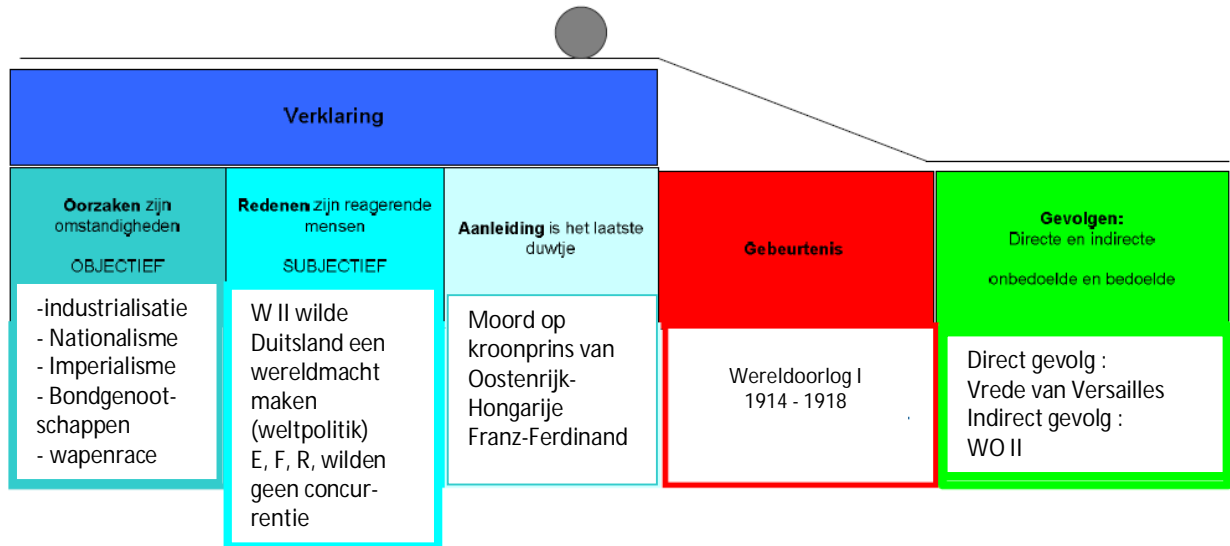 Verklaring
Oorzaken zijn
omstandigheden
OBJECTIEF
-industrialisatie
- Nationalisme
- Imperialisme
- Bondgenoot-
schappen
- wapenrace
Redenen zijn reagerende
mensen
SUBJECTIEF
W II wilde
Duitsland een
wereldmacht
maken
(weltpolitik)
E, F, R, wilden
geen concur-
rentie
Aanleiding is het laatste
duwtje
Moord op
kroonprins van
Oostenrijk-
Hongarije
Franz-Ferdinand
Gebeurtenis
Wereldoorlog I
1914 - 1918
Gevolgen:
Directe en indirecte
onbedoelde en bedoelde
Direct gevolg :
Vrede van Versailles
Indirect gevolg :
WO II